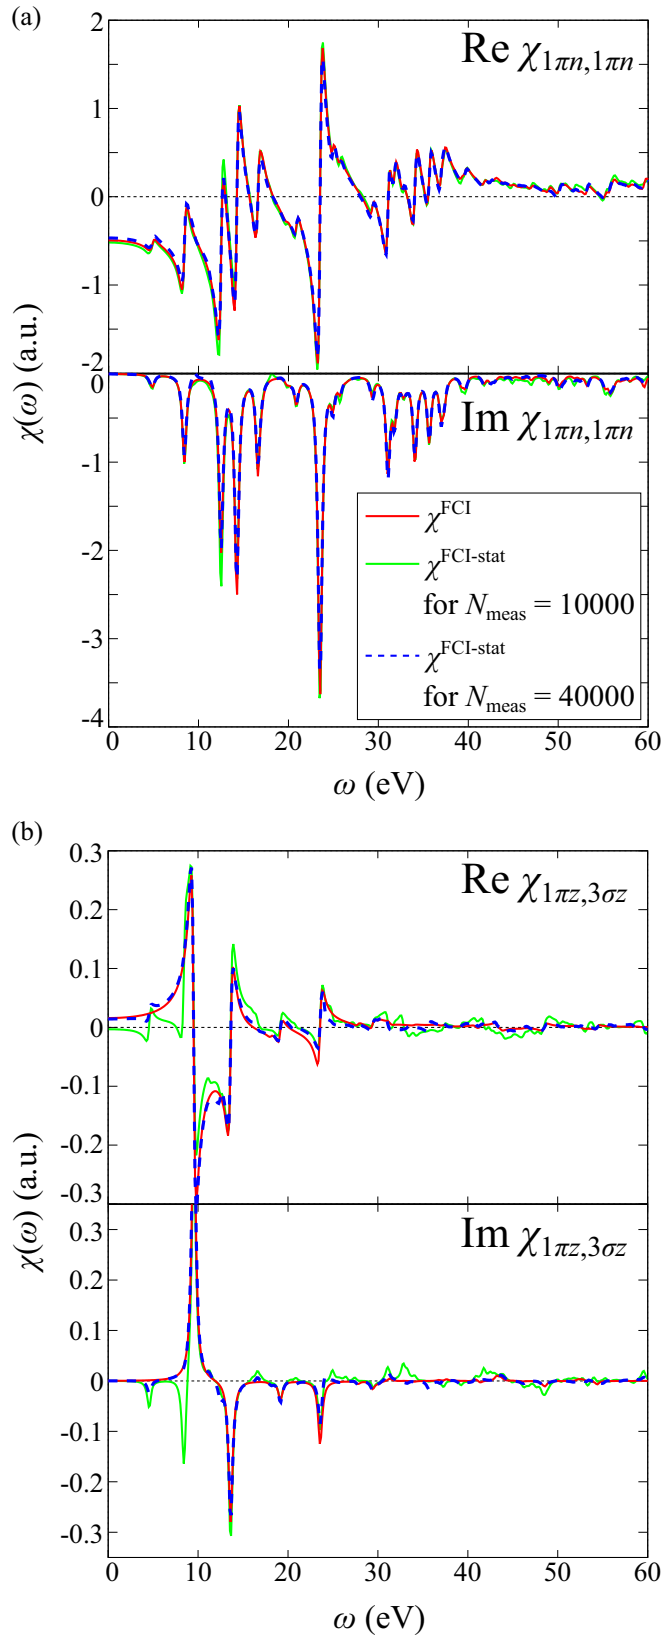 (a)
2
Re χ1πn,1πn
1
0
-1
-2
χ(ω) (a.u.)
0
Im χ1πn,1πn
-1
-2
-3
-4
χFCI
χFCI-stat
for Nmeas = 10000
χFCI-stat
for Nmeas = 40000
0 10 20 30 40 50 60
ω (eV)
(b)
0.3
Re χ1πz,3σz
0.2
0.1
0
-0.1
-0.2
-0.3
χ(ω) (a.u.)
0.3
Im χ1πz,3σz
0.2
0.1
0
-0.1
-0.2
-0.3
0 10 20 30 40 50 60
ω (eV)